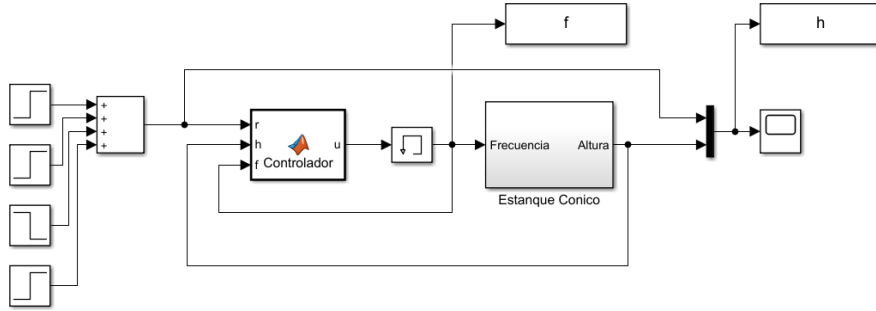 f
h
+
+
+
+
r
h
f
u
Controlador
Frecuencia
Altura
Estanque Conico